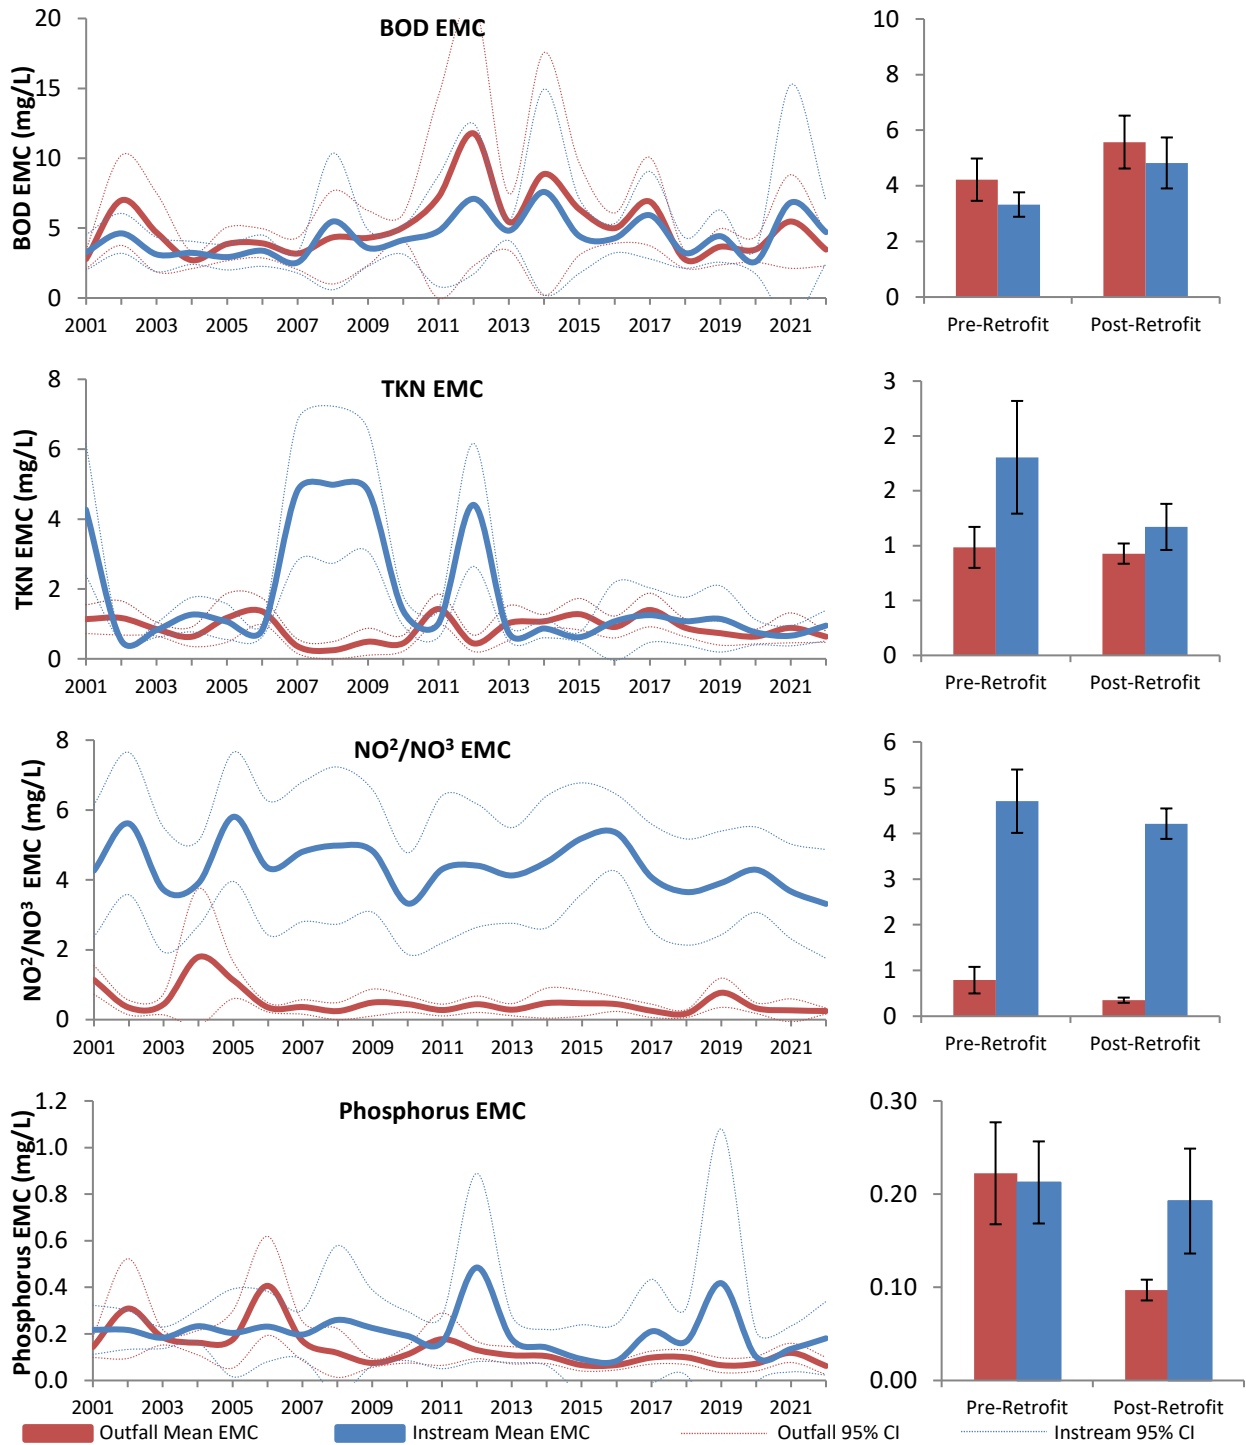 BOD EMC
BOD EMC (mg/L)
20
15
10
5
0
2001 2003 2005 2007 2009 2011 2013 2015 2017 2019 2021
10
8
6
4
2
0
Pre-Retrofit Post-Retrofit
TKN EMC
TKN EMC (mg/L)
8
6
4
2
0
2001 2003 2005 2007 2009 2011 2013 2015 2017 2019 2021
3
2
2
1
1
0
Pre-Retrofit Post-Retrofit
NO²/NO³ EMC
NO²/NO³ EMC (mg/L)
8
6
4
2
0
2001 2003 2005 2007 2009 2011 2013 2015 2017 2019 2021
6
5
4
3
2
1
0
Pre-Retrofit Post-Retrofit
Phosphorus EMC
Phosphorus EMC (mg/L)
1.2
1.0
0.8
0.6
0.4
0.2
0.0
2001 2003 2005 2007 2009 2011 2013 2015 2017 2019 2021
0.30
0.20
0.10
0.00
Pre-Retrofit Post-Retrofit
Outfall Mean EMC Instream Mean EMC Outfall 95% CI Instream 95% CI